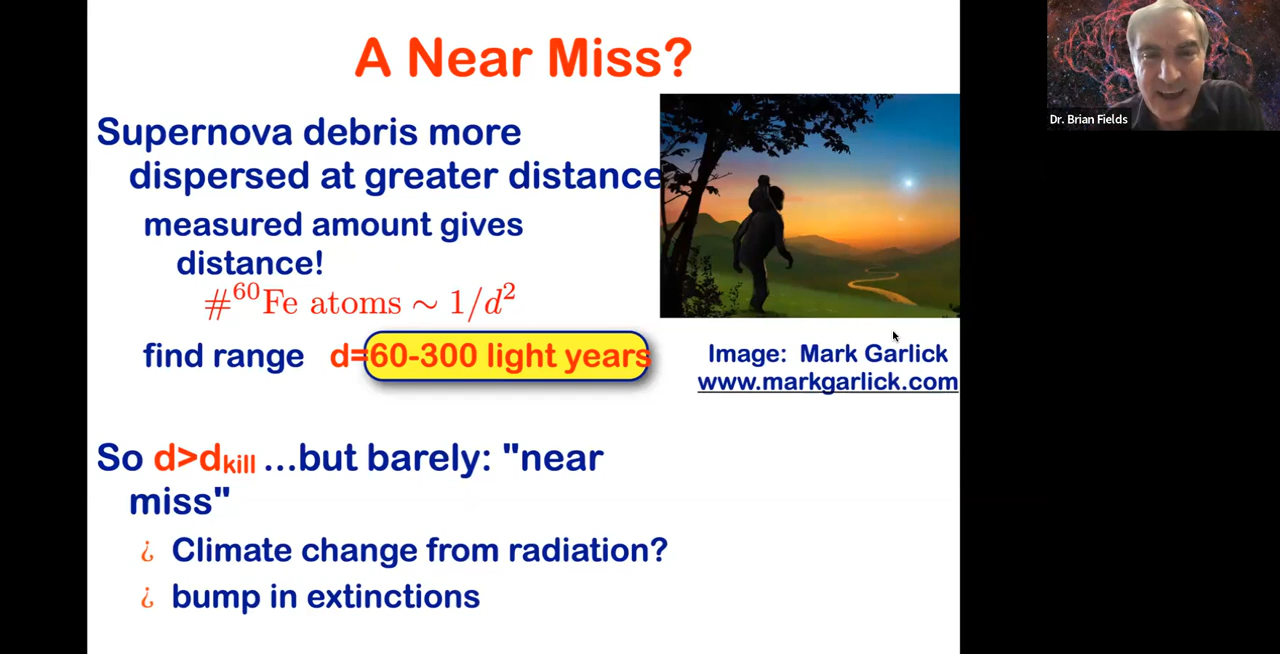 A Near Miss?
Supernova debris more
dispersed at greater distance
measured amount gives
distance!
#⁶⁰Fe atoms ∼ 1/d²
find range d=60-300 light years
Image: Mark Garlick
www.markgarlick.com
So d>dkill ...but barely: "near
miss"
¿ Climate change from radiation?
¿ bump in extinctions
Dr. Brian Fields